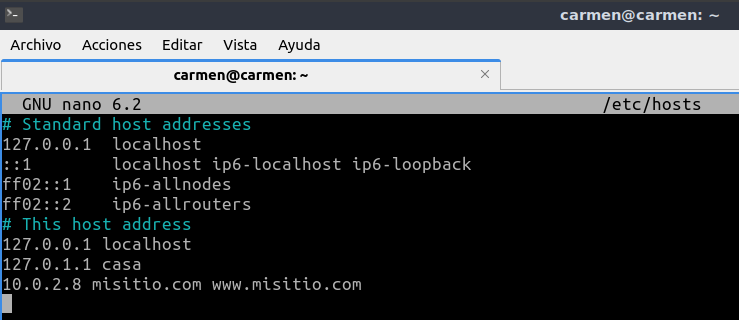 carmen@carmen: ~
Archivo Acciones Editar Vista Ayuda
carmen@carmen: ~ ×
GNU nano 6.2 /etc/hosts
# Standard host addresses
127.0.0.1  localhost
::1        localhost ip6-localhost ip6-loopback
ff02::1    ip6-allnodes
ff02::2    ip6-allrouters
# This host address
127.0.0.1 localhost
127.0.1.1 casa
10.0.2.8 misitio.com www.misitio.com